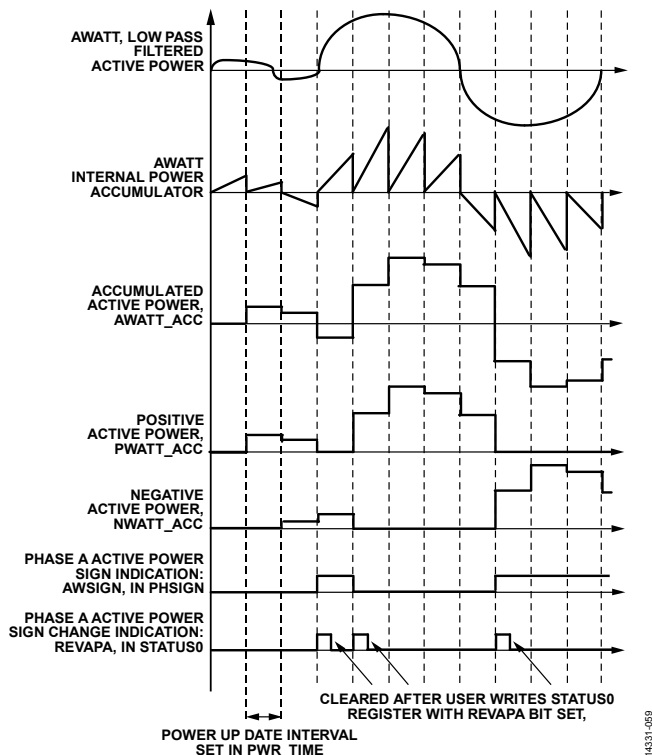 AWATT, LOW PASS
FILTERED
ACTIVE POWER
AWATT
INTERNAL POWER
ACCUMULATOR
ACCUMULATED
ACTIVE POWER,
AWATT_ACC
POSITIVE
ACTIVE POWER,
PWATT_ACC
NEGATIVE
ACTIVE POWER,
NWATT_ACC
PHASE A ACTIVE POWER
SIGN INDICATION:
AWSIGN, IN PHSIGN
PHASE A ACTIVE POWER
SIGN CHANGE INDICATION:
REVAPA, IN STATUS0
CLEARED AFTER USER WRITES STATUS0
REGISTER WITH REVAPA BIT SET,
POWER UP DATE INTERVAL
SET IN PWR_TIME
14331-059